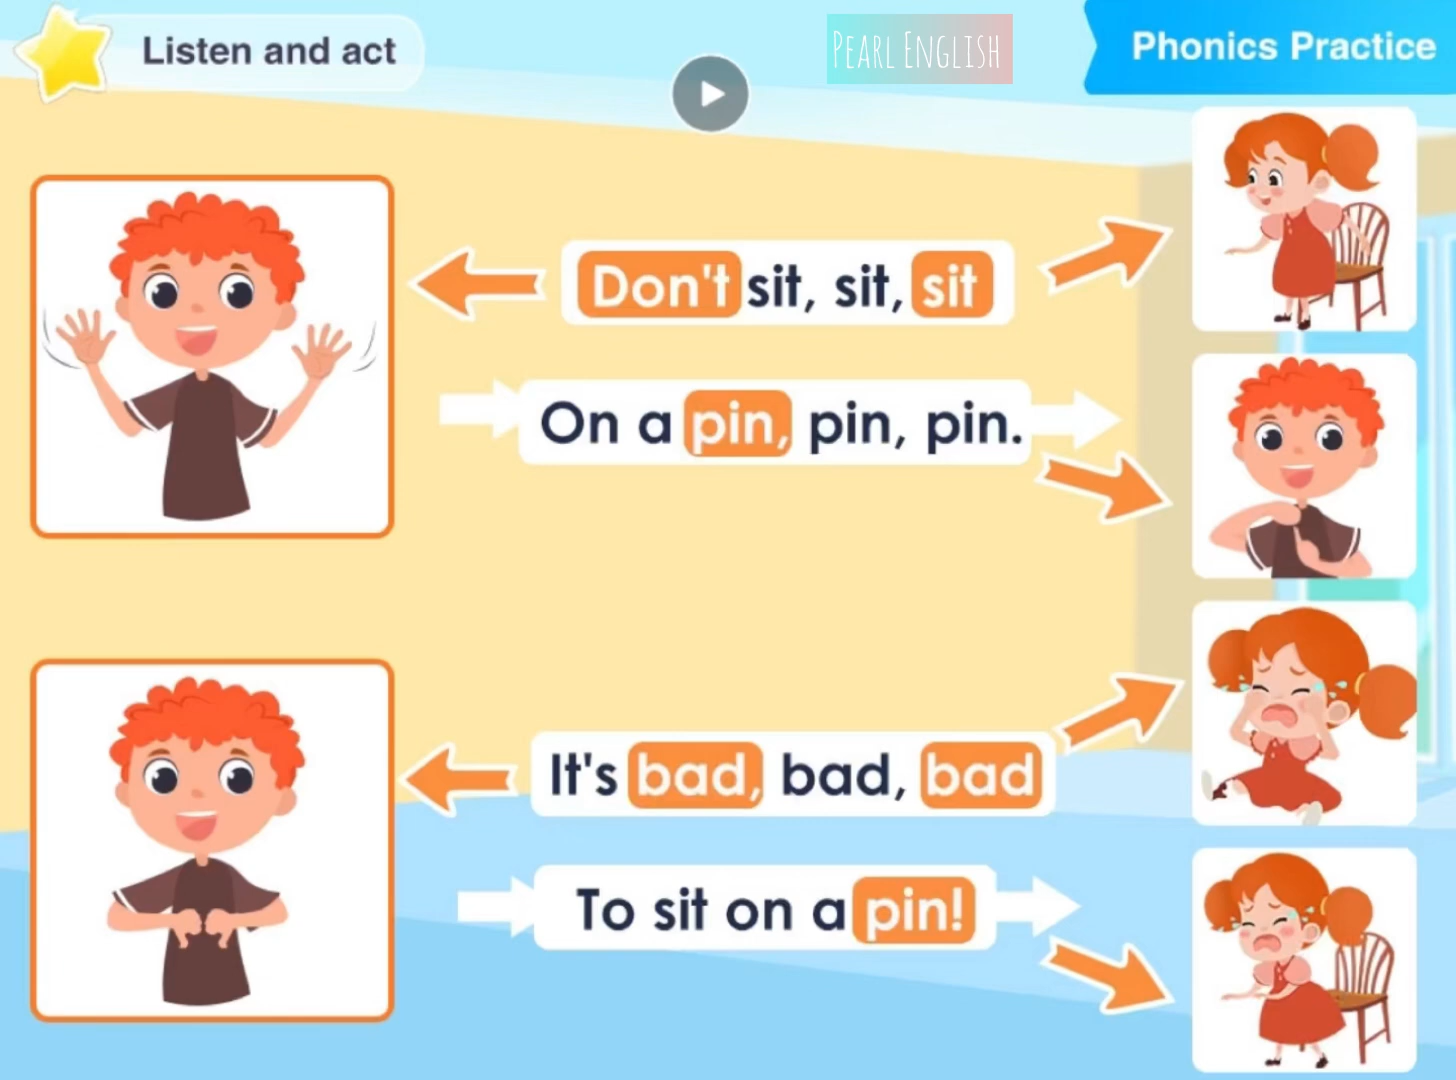 Listen and act
PEARL ENGLISH
Phonics Practice
Don't sit, sit, sit
On a pin, pin, pin.
It's bad, bad, bad
To sit on a pin!